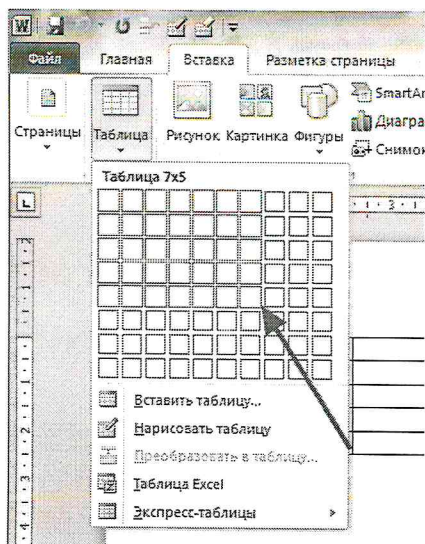 Файл Главная Вставка Разметка страницы
Страницы Таблица Рисунок Картинка Фигуры
SmartAr
Диагра
Снимок
Таблица 7x5
Вставить таблицу...
Нарисовать таблицу
Преобразовать в таблицу...
Таблица Excel
Экспресс-таблицы